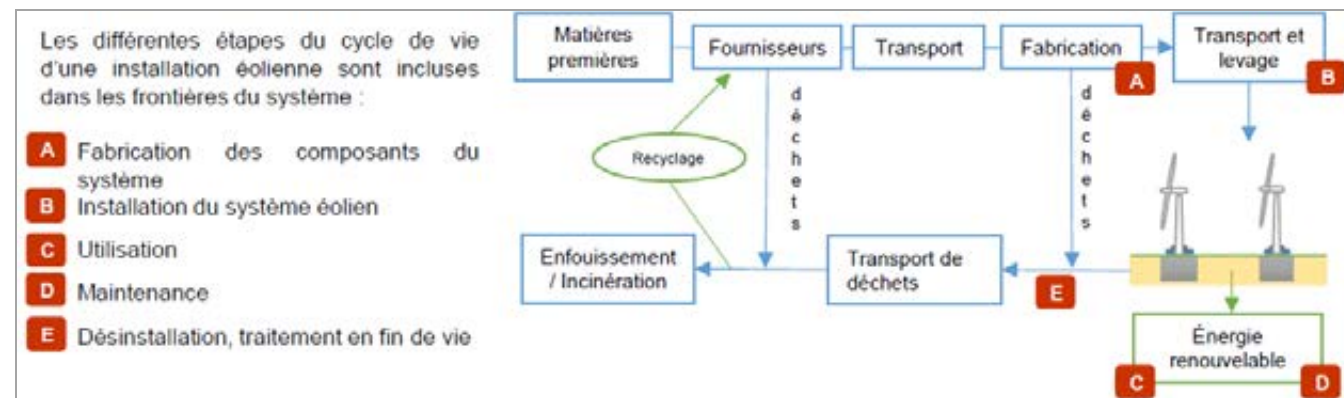 Les différentes étapes du cycle de vie
d'une installation éolienne sont incluses
dans les frontières du système :
A Fabrication des composants du
système
B Installation du système éolien
C Utilisation
D Maintenance
E Désinstallation, traitement en fin de vie
Matières
premières
Fournisseurs
Transport
Fabrication
A
Transport et
levage
B
déchets
déchets
Recyclage
Enfouissement
/ Incinération
Transport de
déchets
E
Énergie
renouvelable
C
D